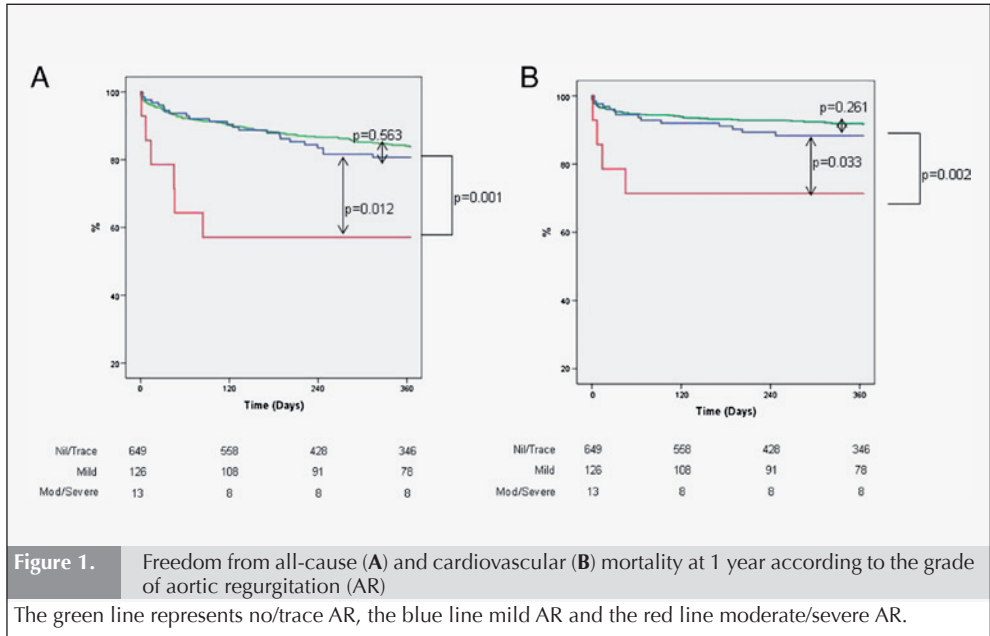 A
100
80
60
40
20
%
p=0.563
p=0.012
p=0.001
0 120 240 360
Time (Days)
Nil/Trace 649 558 428 346
Mild 126 108 91 78
Mod/Severe 13 8 8 8
B
100
80
60
40
20
%
p=0.261
p=0.033
p=0.002
0 120 240 360
Time (Days)
Nil/Trace 649 558 428 346
Mild 126 108 91 78
Mod/Severe 13 8 8 8
Figure 1. Freedom from all-cause (A) and cardiovascular (B) mortality at 1 year according to the grade
of aortic regurgitation (AR)
The green line represents no/trace AR, the blue line mild AR and the red line moderate/severe AR.